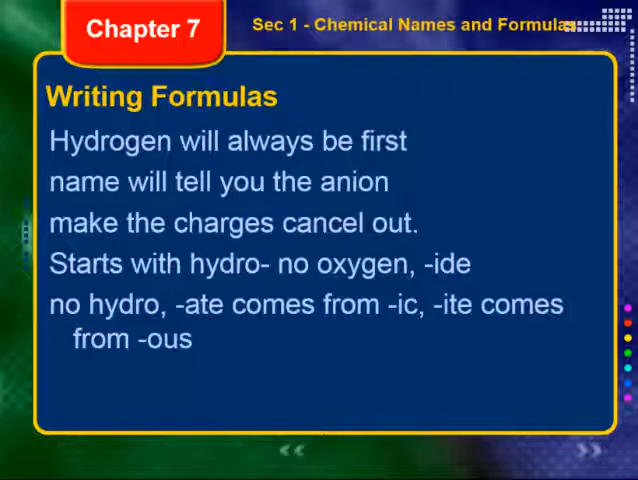 Chapter 7
Sec 1 - Chemical Names and Formulas
Writing Formulas
Hydrogen will always be first
name will tell you the anion
make the charges cancel out.
Starts with hydro- no oxygen, -ide
no hydro, -ate comes from -ic, -ite comes
from -ous